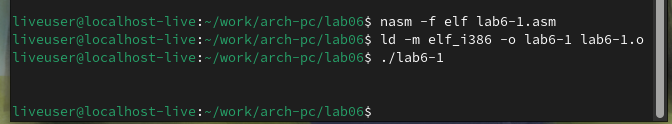 liveuser@localhost-live:~/work/arch-pc/lab06$ nasm -f elf lab6-1.asm
liveuser@localhost-live:~/work/arch-pc/lab06$ ld -m elf_i386 -o lab6-1 lab6-1.o
liveuser@localhost-live:~/work/arch-pc/lab06$ ./lab6-1
liveuser@localhost-live:~/work/arch-pc/lab06$